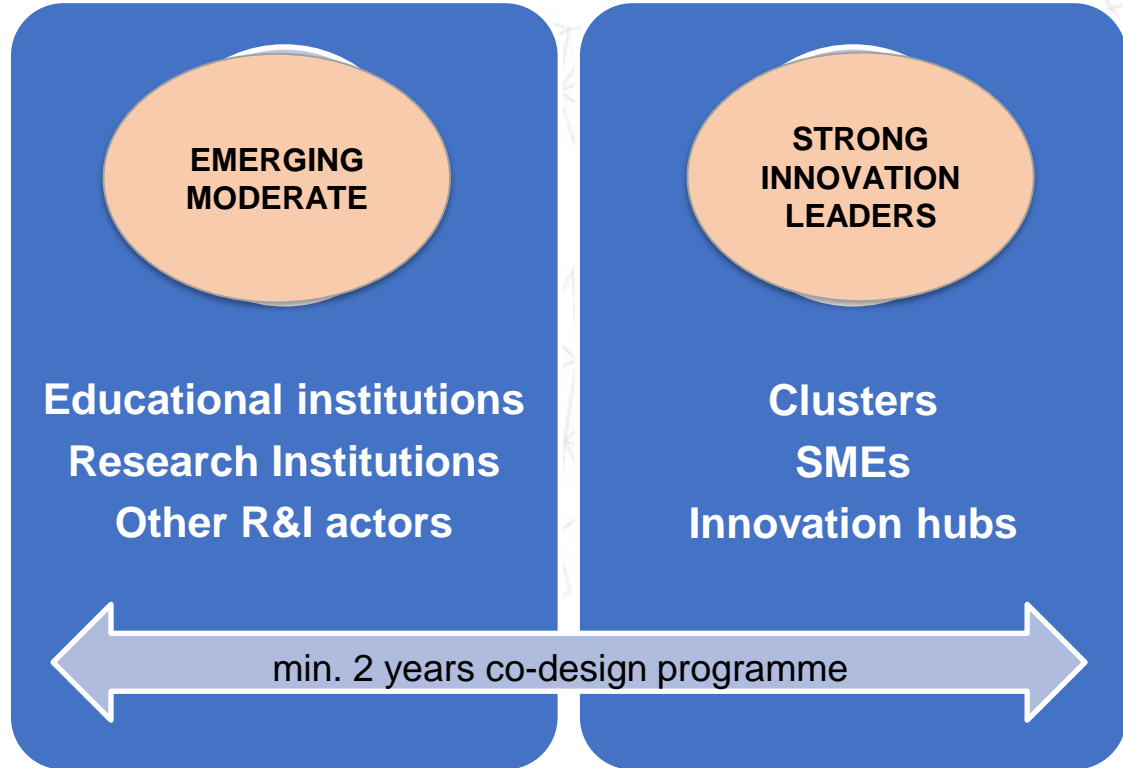 EMERGING
MODERATE
Educational institutions
Research Institutions
Other R&I actors
STRONG
INNOVATION
LEADERS
Clusters
SMEs
Innovation hubs
min. 2 years co-design programme